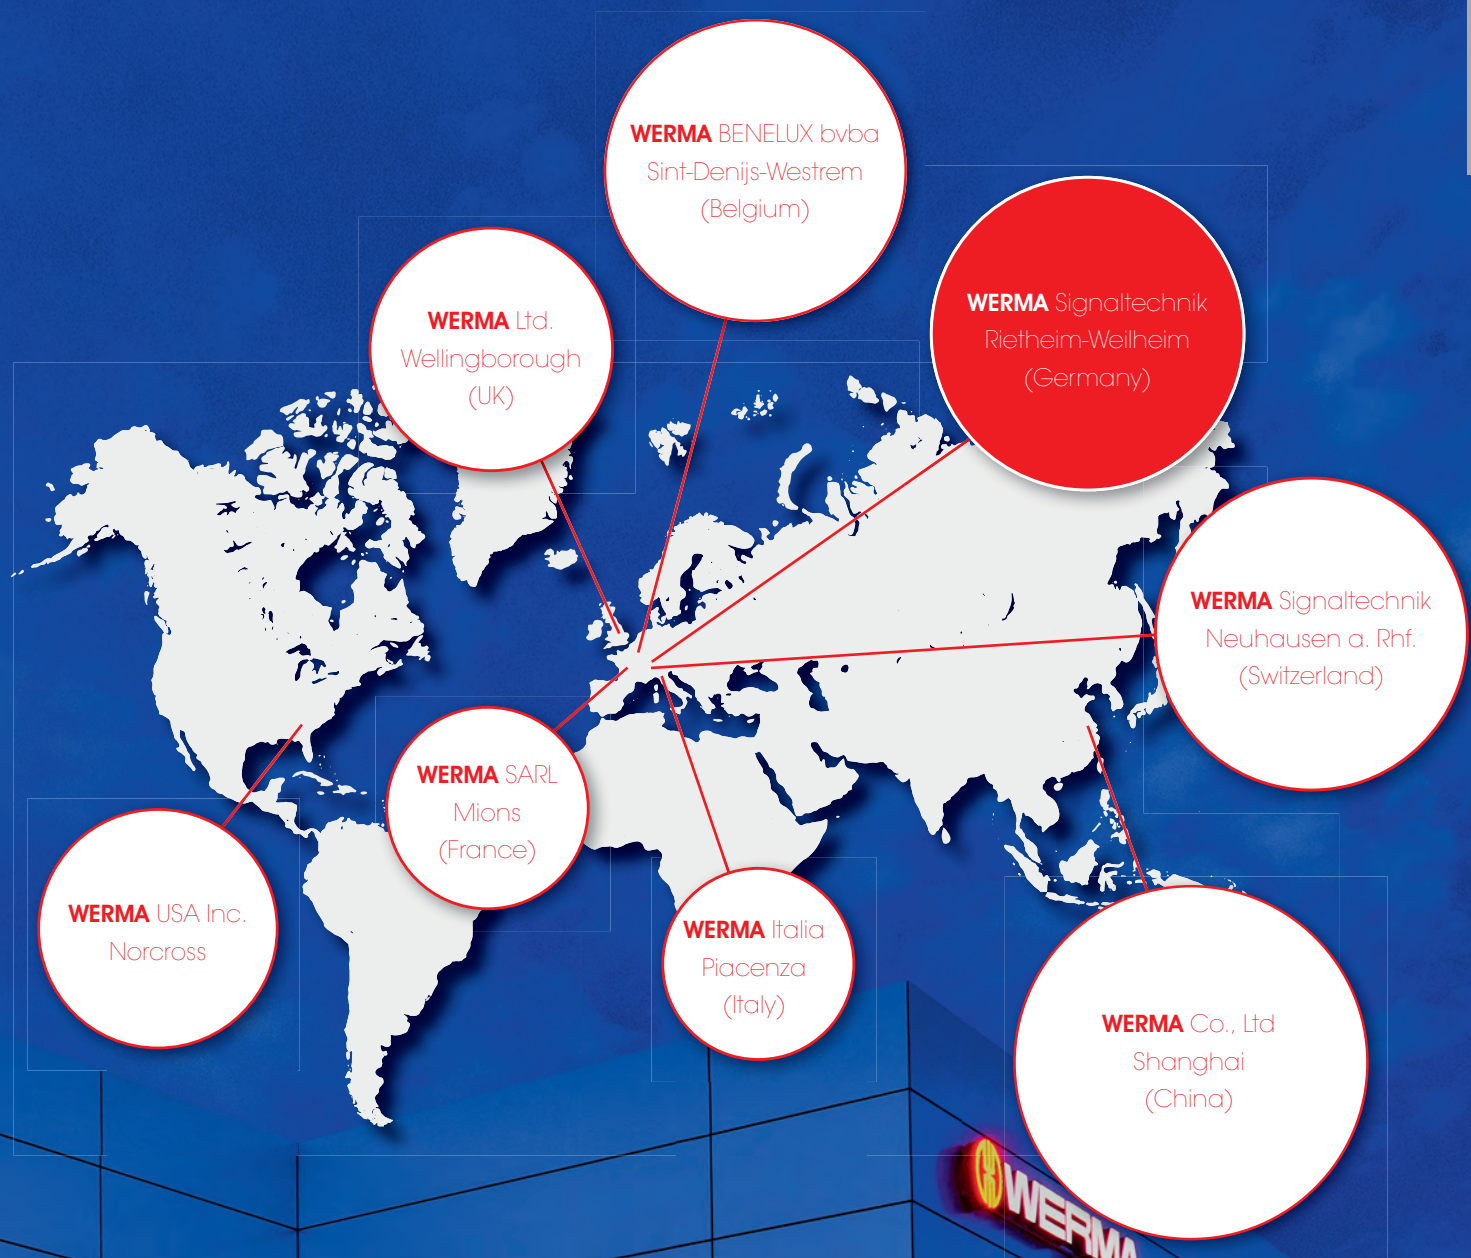 WERMA BENELUX bvba
Sint-Denijs-Westrem
(Belgium)
WERMA Signaltechnik
Rietheim-Weilheim
(Germany)
WERMA Ltd.
Wellingborough
(UK)
WERMA Signaltechnik
Neuhausen a. Rhf.
(Switzerland)
WERMA SARL
Mions
(France)
WERMA USA Inc.
Norcross
WERMA Italia
Piacenza
(Italy)
WERMA Co., Ltd
Shanghai
(China)
WERMA